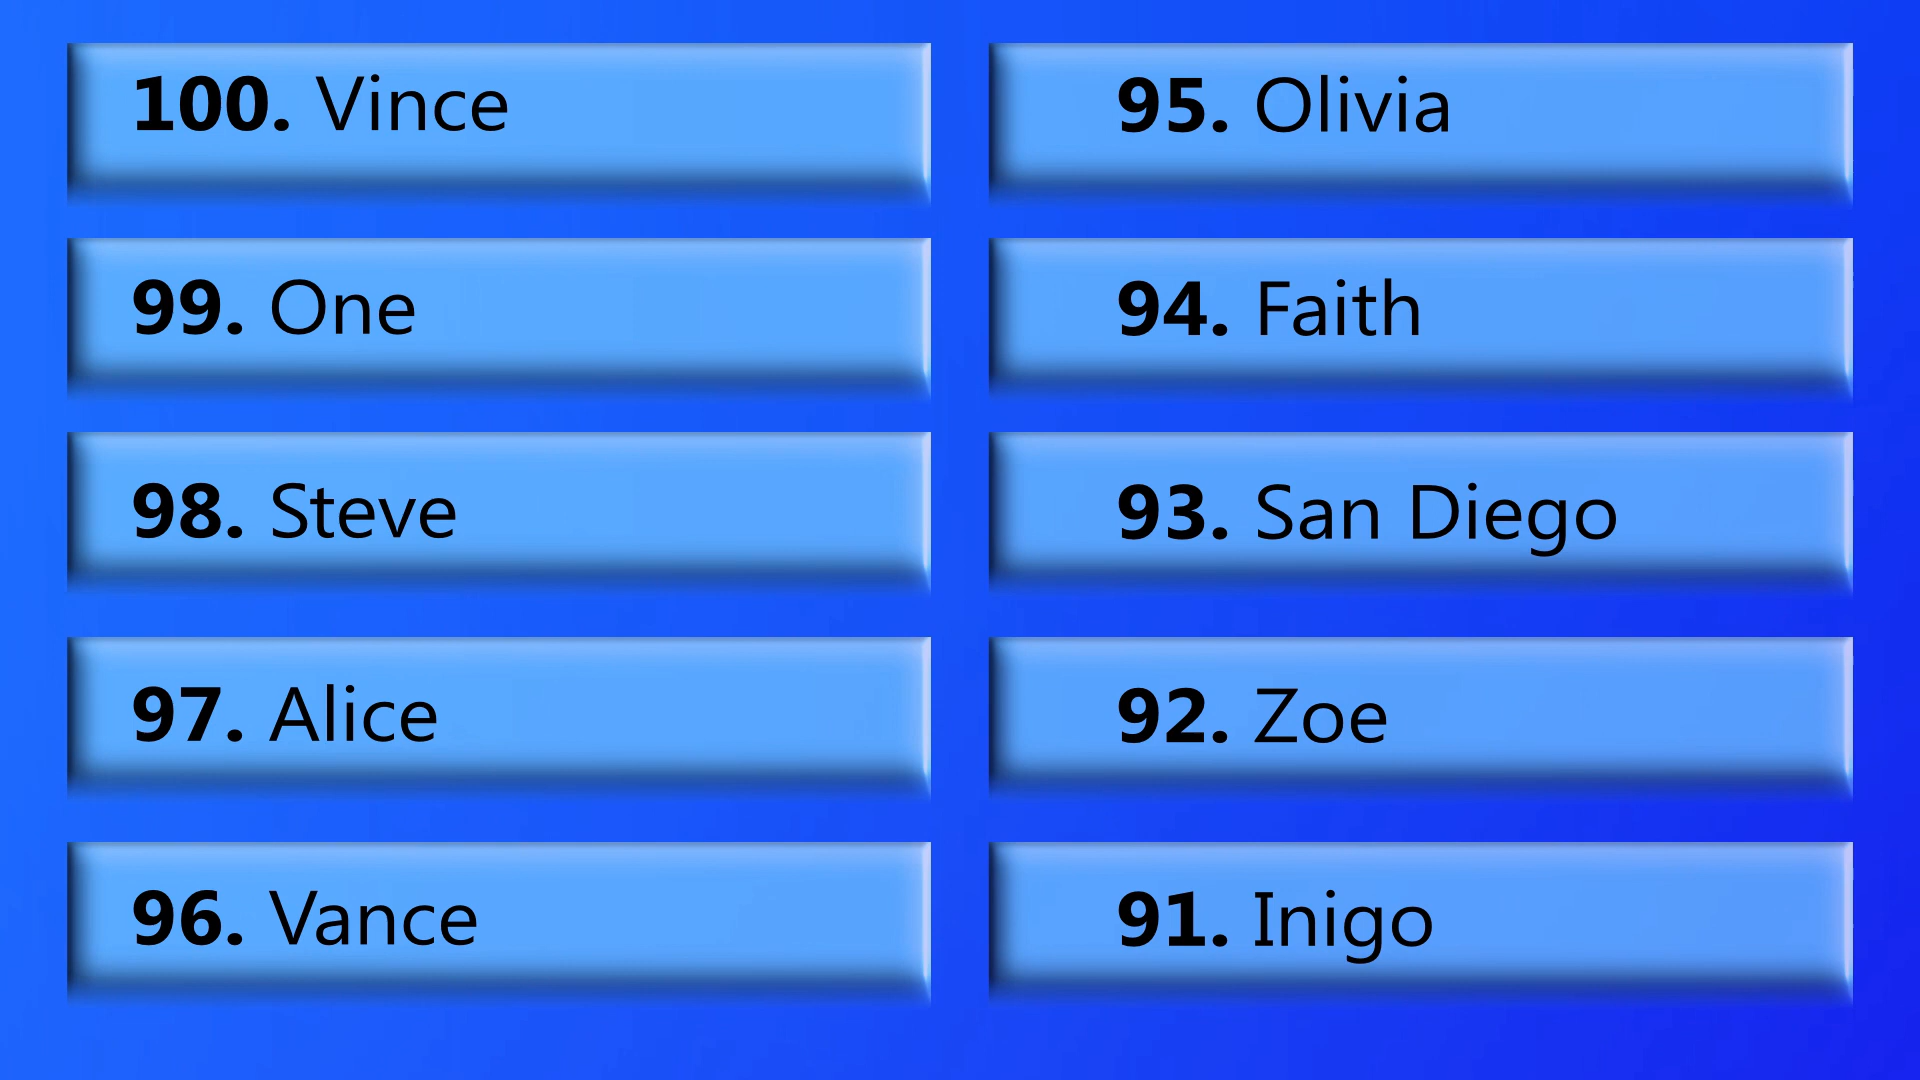 100. Vince
99. One
98. Steve
97. Alice
96. Vance
95. Olivia
94. Faith
93. San Diego
92. Zoe
91. Inigo